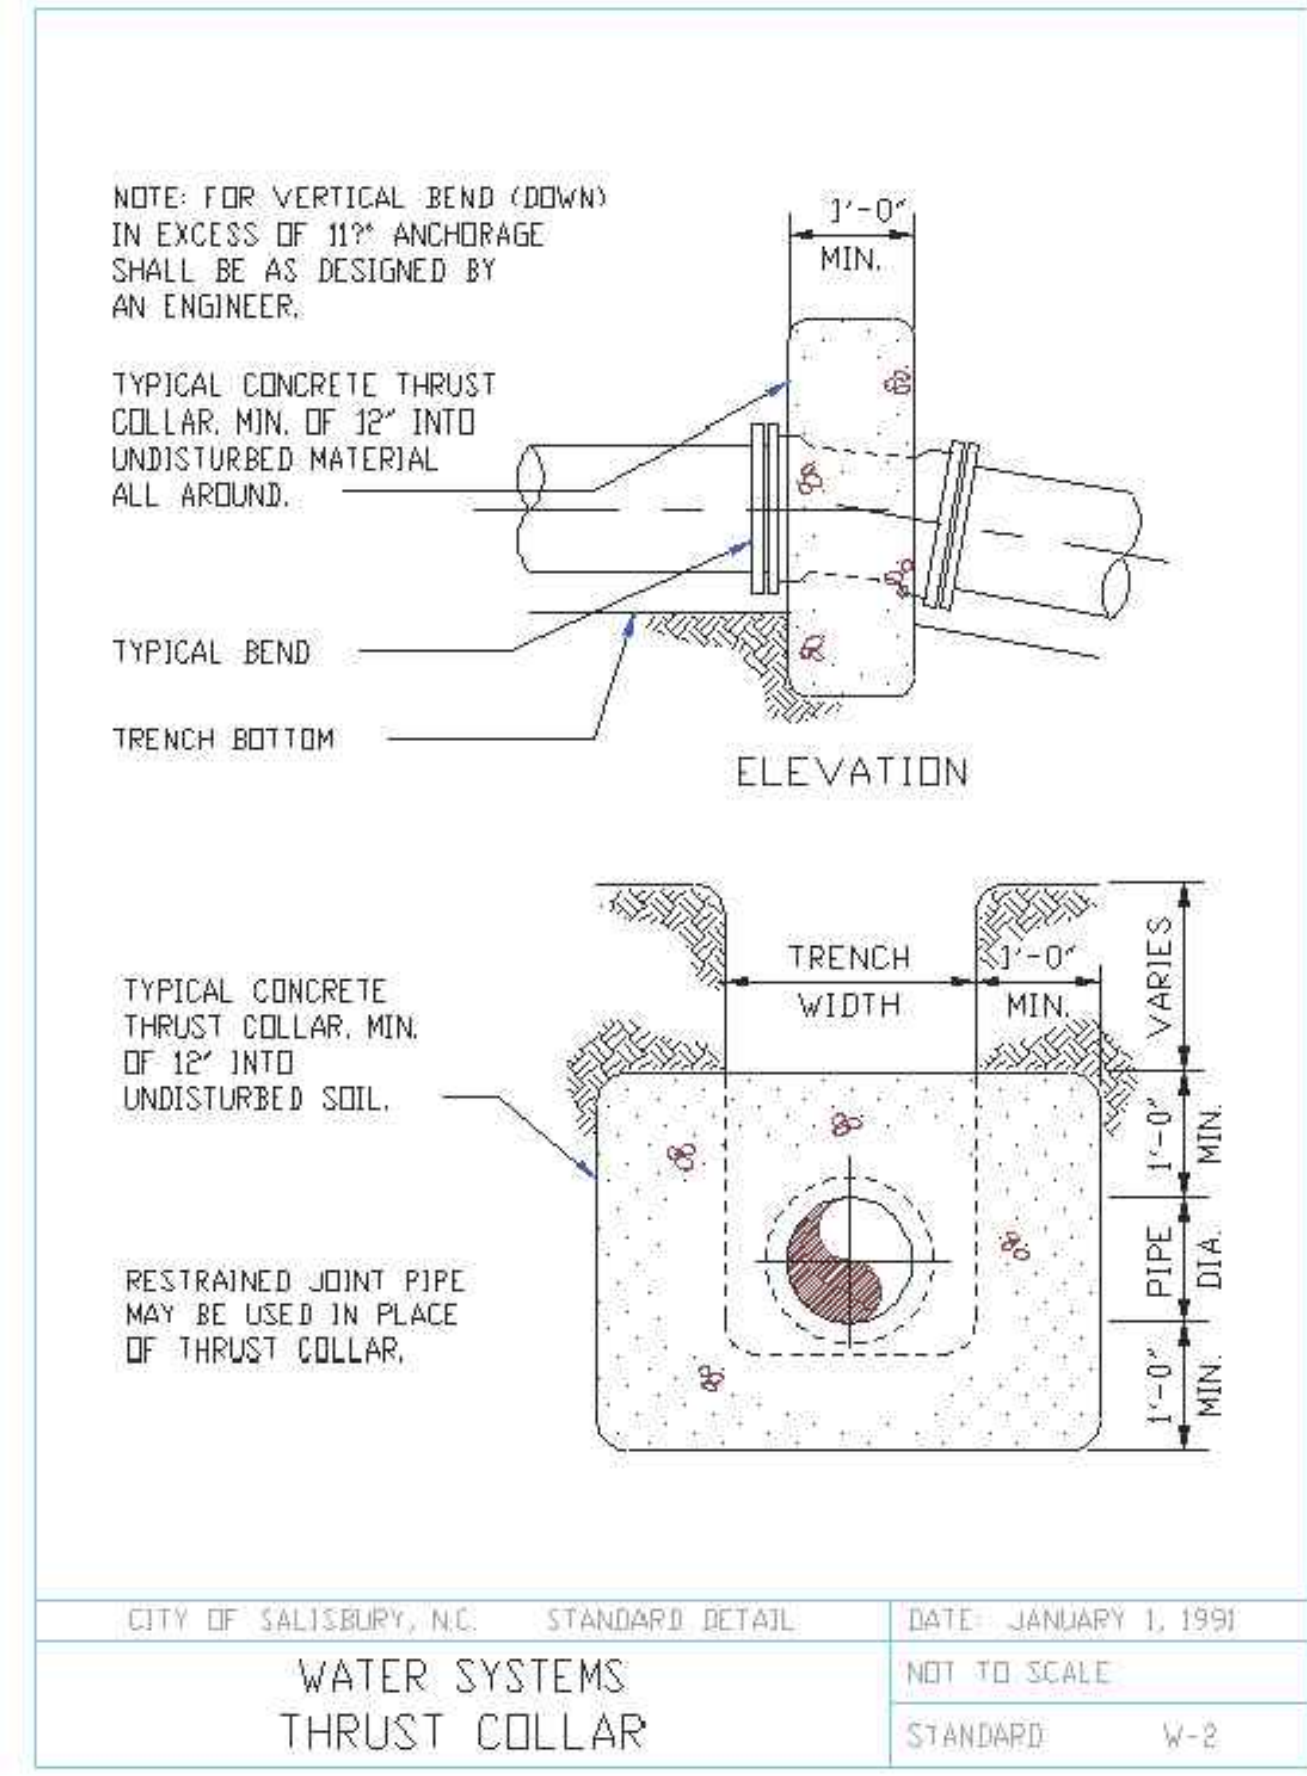 NOTE: FOR VERTICAL BEND (DOWN)
IN EXCESS OF 11?° ANCHORAGE
SHALL BE AS DESIGNED BY
AN ENGINEER.
1'-0"
MIN.
TYPICAL CONCRETE THRUST
COLLAR. MIN. OF 12" INTO
UNDISTURBED MATERIAL
ALL AROUND.
TYPICAL BEND
TRENCH BOTTOM
ELEVATION
TRENCH
WIDTH
1'-0"
MIN.
VARIES
TYPICAL CONCRETE
THRUST COLLAR. MIN.
OF 12" INTO
UNDISTURBED SOIL.
1'-0"
MIN.
PIPE
DIA.
1'-0"
MIN.
RESTRAINED JOINT PIPE
MAY BE USED IN PLACE
OF THRUST COLLAR.
CITY OF SALISBURY, N.C. STANDARD DETAIL
DATE: JANUARY 1, 1991
WATER SYSTEMS
THRUST COLLAR
NOT TO SCALE
STANDARD W-2